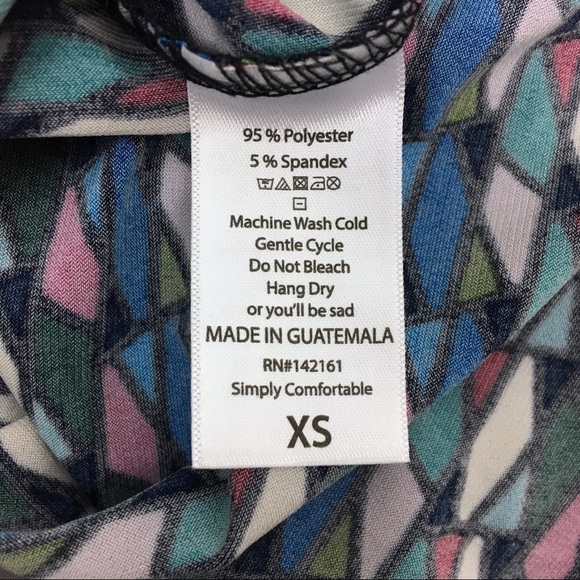 95 % Polyester
5 % Spandex
Machine Wash Cold
Gentle Cycle
Do Not Bleach
Hang Dry
or you'll be sad
MADE IN GUATEMALA
RN#142161
Simply Comfortable
XS